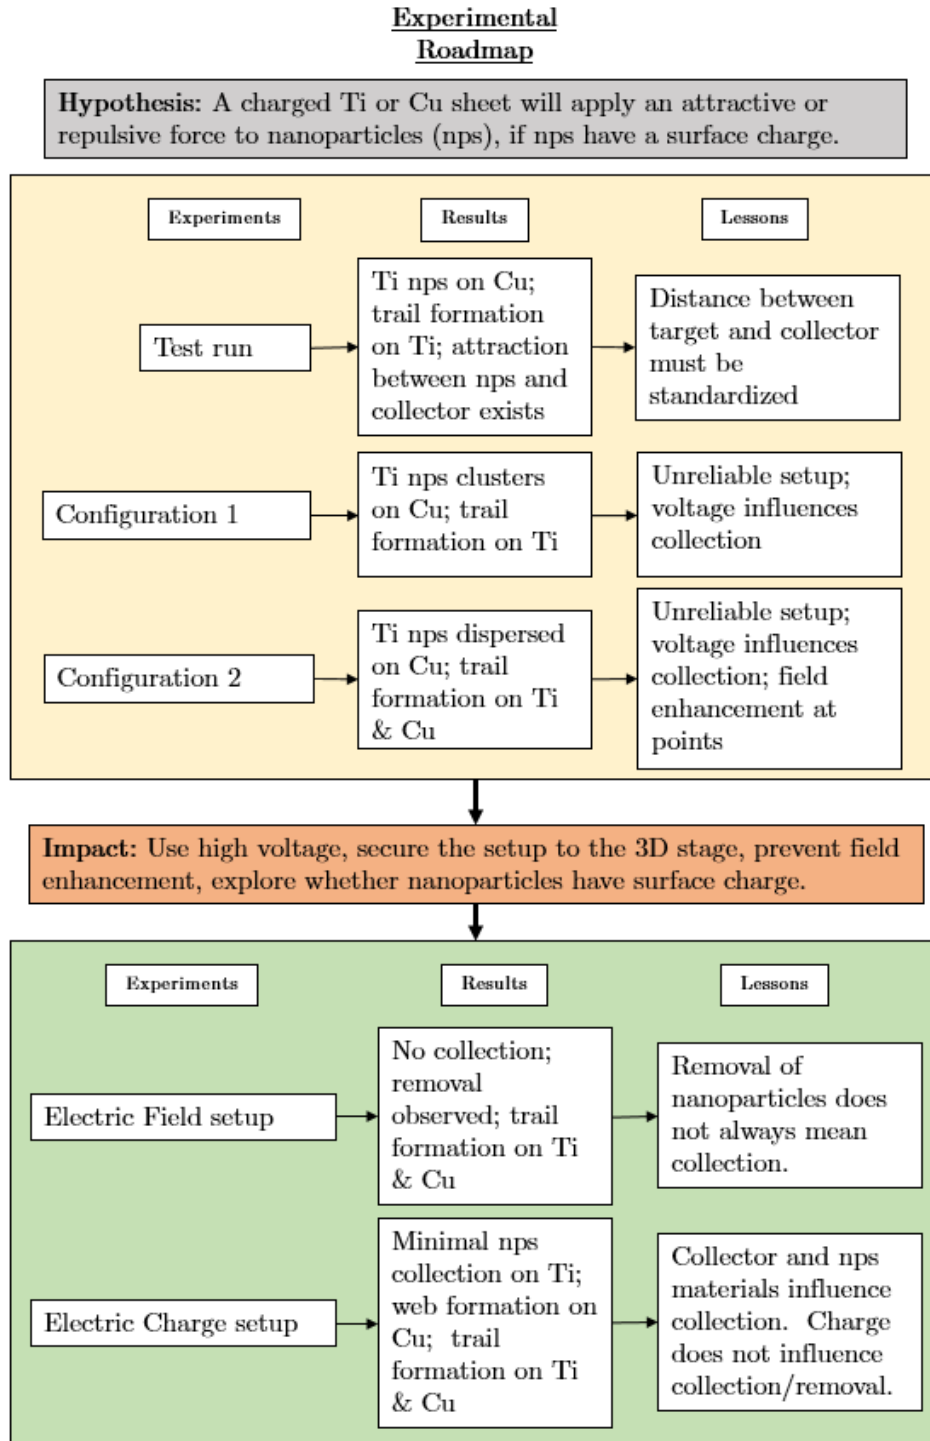 Experimental
Roadmap
Hypothesis: A charged Ti or Cu sheet will apply an attractive or
repulsive force to nanoparticles (nps), if nps have a surface charge.
Experiments
Results
Lessons
Test run
Ti nps on Cu;
trail formation
on Ti; attraction
between nps and
collector exists
Distance between
target and collector
must be
standardized
Configuration 1
Ti nps clusters
on Cu; trail
formation on Ti
Unreliable setup;
voltage influences
collection
Configuration 2
Ti nps dispersed
on Cu; trail
formation on Ti
& Cu
Unreliable setup;
voltage influences
collection; field
enhancement at
points
Impact: Use high voltage, secure the setup to the 3D stage, prevent field
enhancement, explore whether nanoparticles have surface charge.
Experiments
Results
Lessons
Electric Field setup
No collection;
removal
observed; trail
formation on Ti
& Cu
Removal of
nanoparticles does
not always mean
collection.
Electric Charge setup
Minimal nps
collection on Ti;
web formation on
Cu; trail
formation on Ti
& Cu
Collector and nps
materials influence
collection. Charge
does not influence
collection/removal.